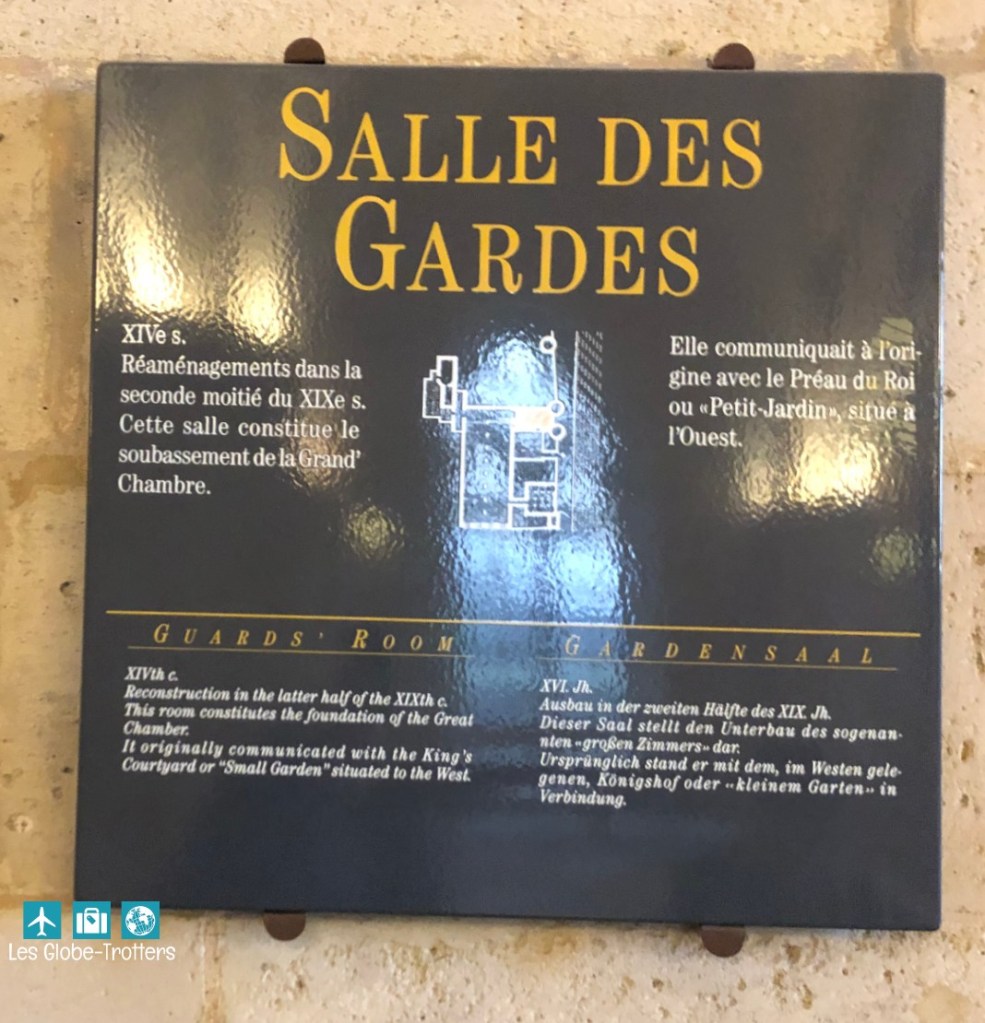 SALLE DES
GARDES
XIVe s.
Réaménagements dans la
seconde moitié du XIXe s.
Cette salle constitue le
soubassement de la Grand'
Chambre.
Elle communiquait à l'ori-
gine avec le Préau du Roi
ou «Petit-Jardin», situé à
l'Ouest.
GUARDS' ROOM
XIVth c.
Reconstruction in the latter half of the XIXth c.
This room constitutes the foundation of the Great
Chamber.
It originally communicated with the King's
Courtyard or "Small Garden" situated to the West.
GARDENSAAL
XVI. Jh.
Ausbau in der zweiten Hälfte des XIX. Jh.
Dieser Saal stellt den Unterbau des sogenan-
nten «großen Zimmers» dar.
Ursprünglich stand er mit dem, im Westen gele-
genen, Königshof oder «kleinem Garten» in
Verbindung.
Les Globe-Trotters